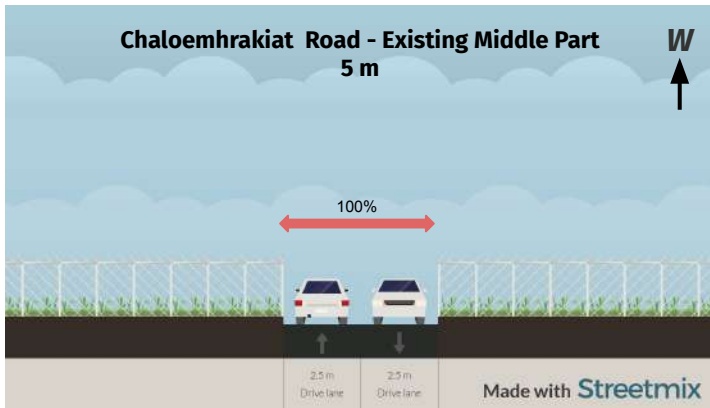 Chaloemhrakiat Road - Existing Middle Part
5 m
W
100%
2.5 m
Drive lane
2.5 m
Drive lane
Made with Streetmix